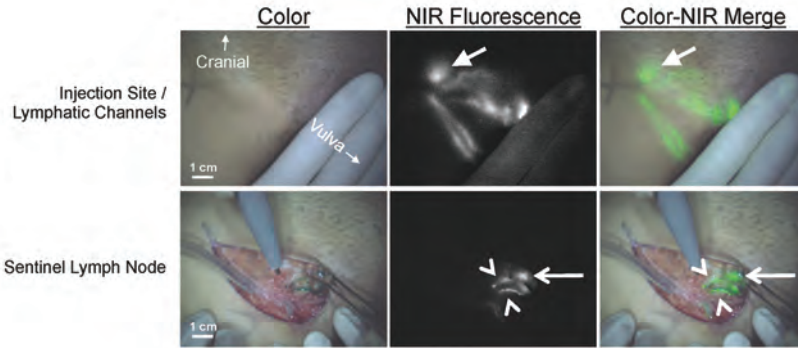 Color
NIR Fluorescence
Color-NIR Merge
Injection Site /
Lymphatic Channels
Cranial
Vulva
1 cm
Sentinel Lymph Node
1 cm